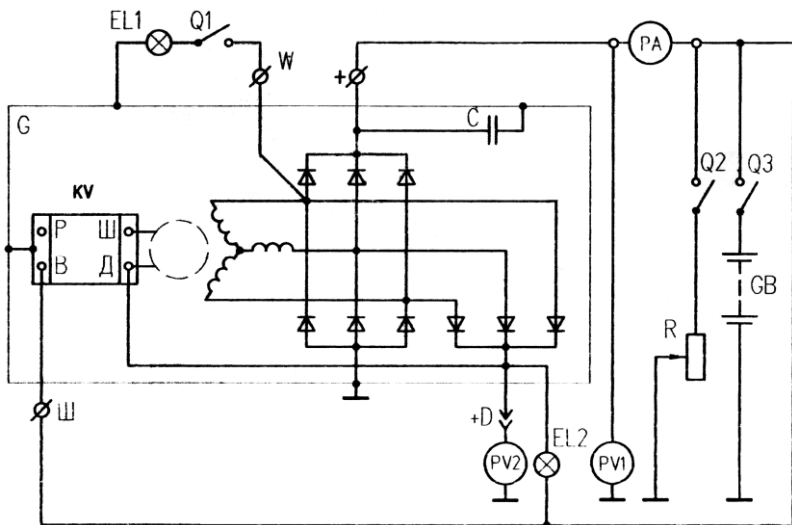 EL1
Q1
W
+
PA
G
C
Q2
Q3
KV
Р
Ш
В
Д
GB
R
Ш
+D
EL2
PV2
PV1